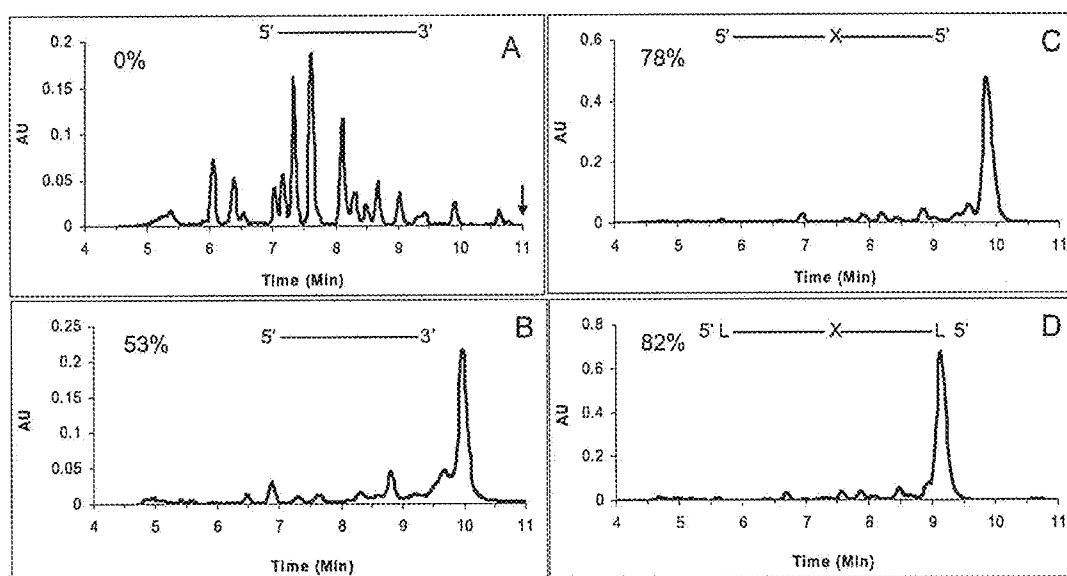 5' 3' A
0%
0.2
0.15
0.1
0.05
0
AU
4 5 6 7 8 9 10 11
Time (Min)
5' X 5' C
78%
0.6
0.4
0.2
0
AU
4 5 6 7 8 9 10 11
Time (Min)
5' 3' B
53%
0.25
0.2
0.15
0.1
0.05
0
AU
4 5 6 7 8 9 10 11
Time (Min)
5' L X L 5' D
82%
0.8
0.6
0.4
0.2
0
AU
4 5 6 7 8 9 10 11
Time (Min)